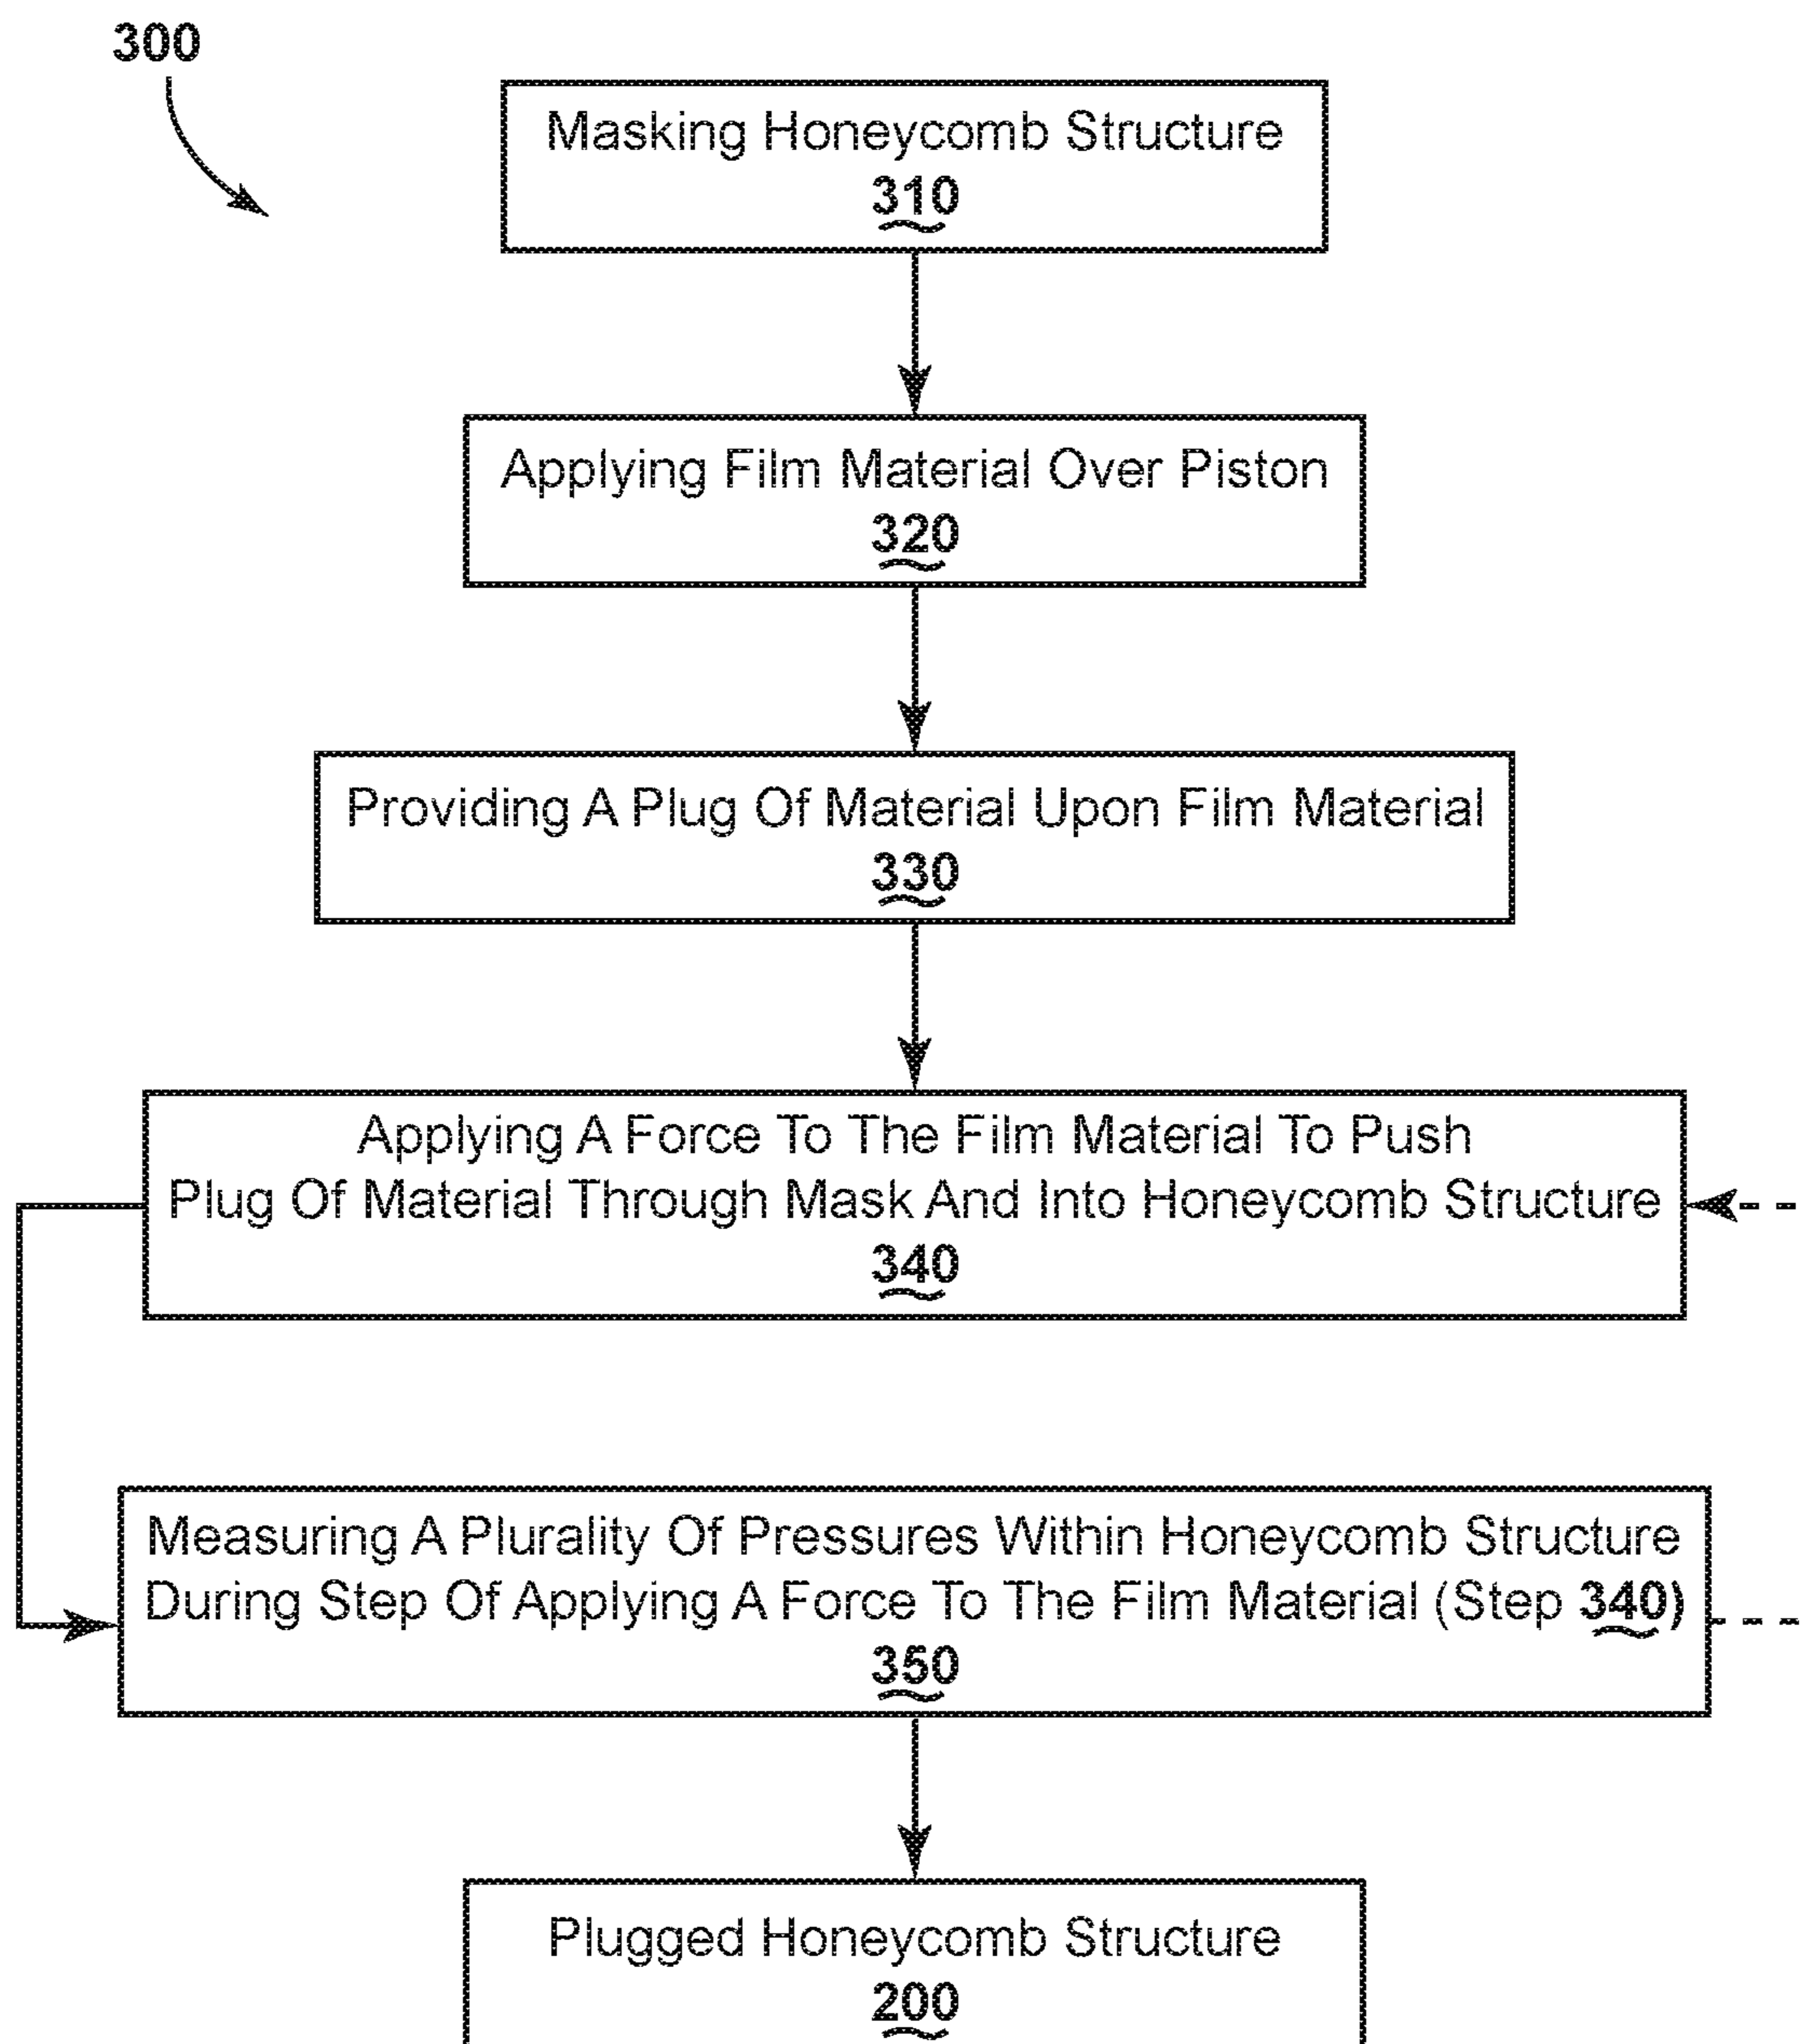 300
Masking Honeycomb Structure
310
Applying Film Material Over Piston
320
Providing A Plug Of Material Upon Film Material
330
Applying A Force To The Film Material To Push
Plug Of Material Through Mask And Into Honeycomb Structure
340
Measuring A Plurality Of Pressures Within Honeycomb Structure
During Step Of Applying A Force To The Film Material (Step 340)
350
Plugged Honeycomb Structure
200